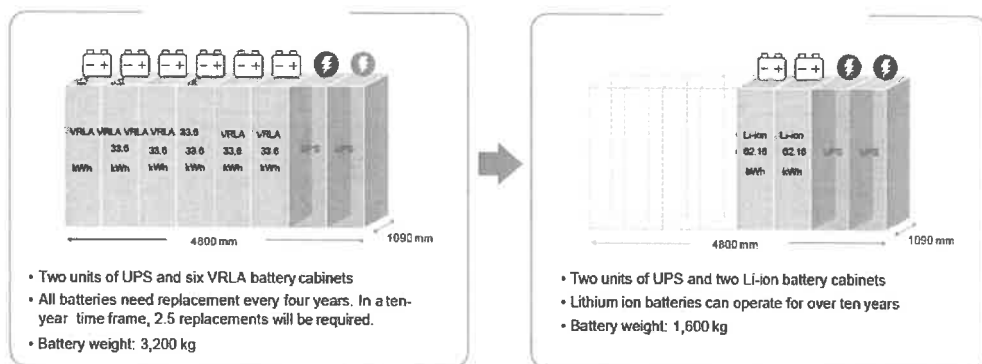 VRLA VRLA VRLA VRLA 33.6 VRLA VRLA
33.6 33.6 33.6 33.6 33.6
kWh kWh kWh kWh kWh kWh
UPS UPS
4800 mm
1090 mm
• Two units of UPS and six VRLA battery cabinets
• All batteries need replacement every four years. In a ten-
year time frame, 2.5 replacements will be required.
• Battery weight: 3,200 kg
Li-ion Li-ion
62.16 62.16
kWh kWh
UPS UPS
4800 mm
1090 mm
• Two units of UPS and two Li-ion battery cabinets
• Lithium ion batteries can operate for over ten years
• Battery weight: 1,600 kg